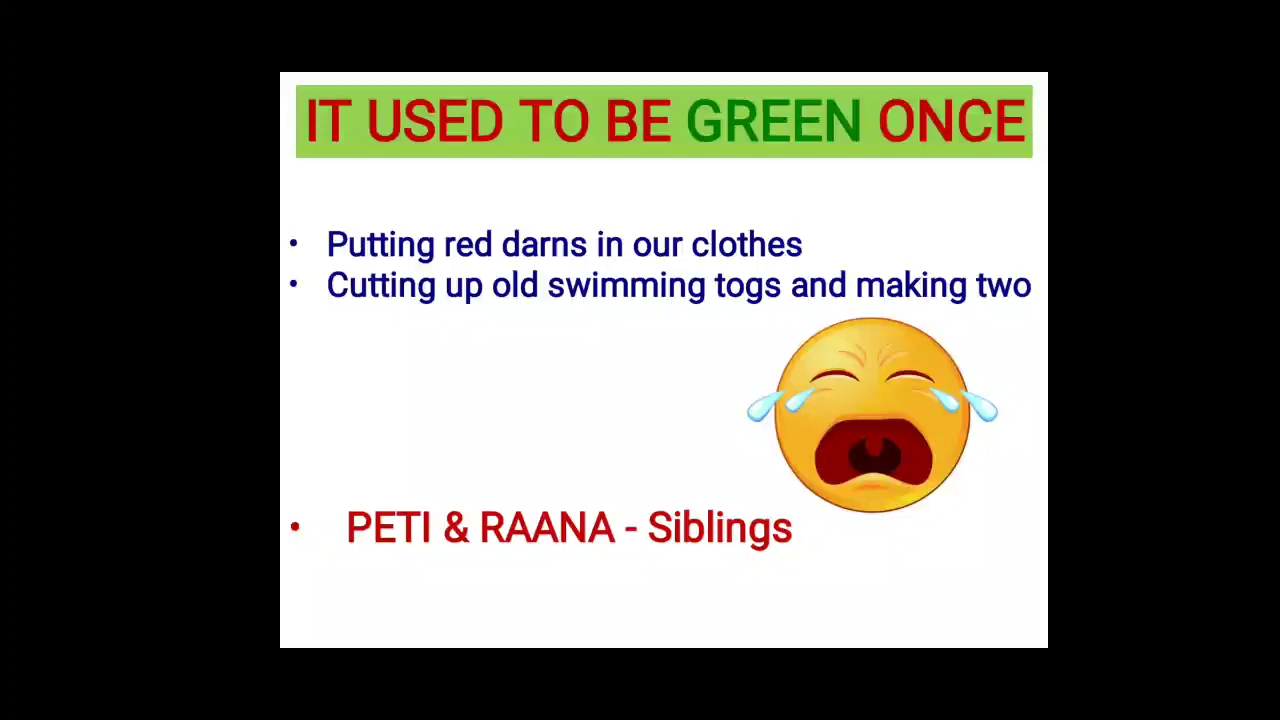 IT USED TO BE GREEN ONCE
• Putting red darns in our clothes
• Cutting up old swimming togs and making two
• PETI & RAANA - Siblings